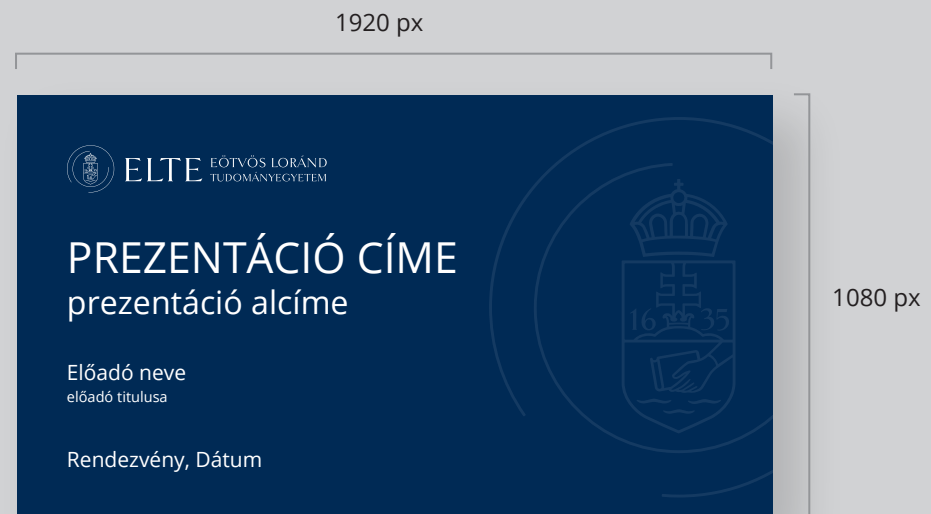 1920 px
ELTE EÖTVÖS LORÁND
TUDOMÁNYEGYETEM
PREZENTÁCIÓ CÍME
prezentáció alcíme
1080 px
16 35
Előadó neve
előadó titulusa
Rendezvény, Dátum